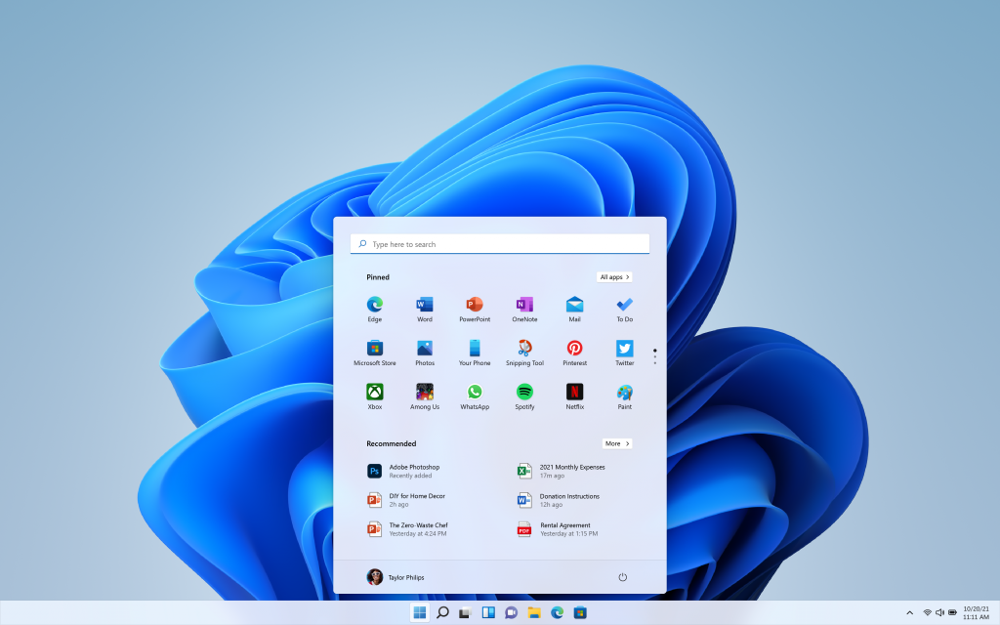 Type here to search
Pinned
All apps
Edge
Word
PowerPoint
OneNote
Mail
To Do
Microsoft Store
Photos
Your Phone
Snipping Tool
Pinterest
Twitter
Xbox
Among Us
WhatsApp
Spotify
Netflix
Paint
Recommended
More
Adobe Photoshop
Recently added
2021 Monthly Expenses
17m ago
DIY for Home Decor
2h ago
Donation Instructions
12h ago
The Zero-Waste Chef
Yesterday at 4:24 PM
Rental Agreement
Yesterday at 1:15 PM
Taylor Philips
10/20/21
11:11 AM